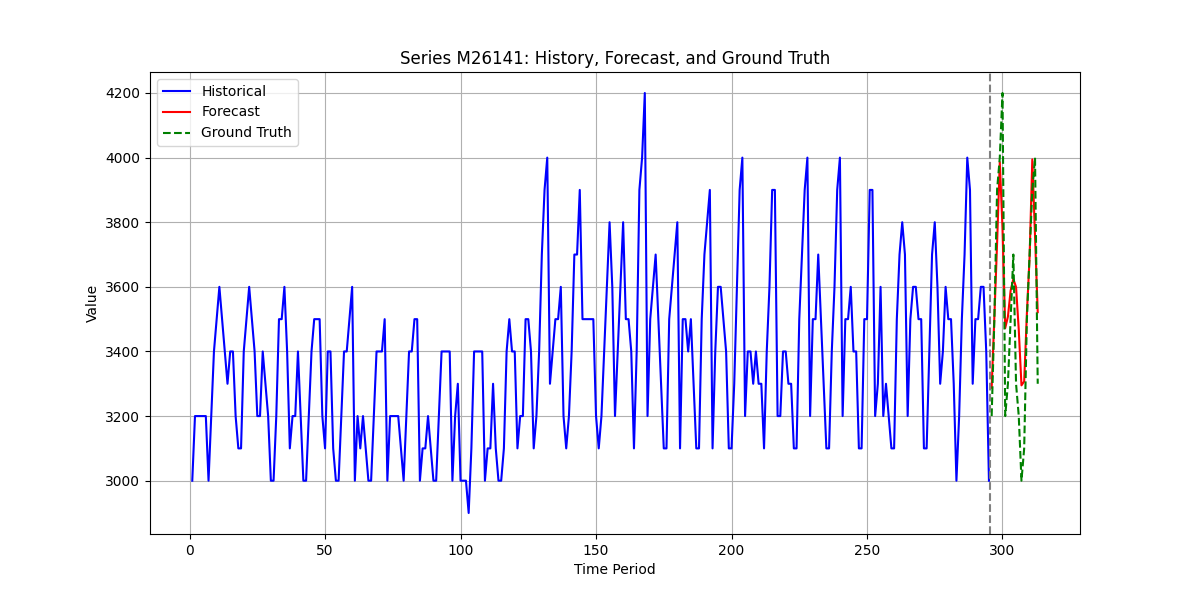 Series M26141: History, Forecast, and Ground Truth
Historical
Forecast
Ground Truth
4200
4000
3800
3600
3400
3200
3000
Value
0 50 100 150 200 250 300
Time Period